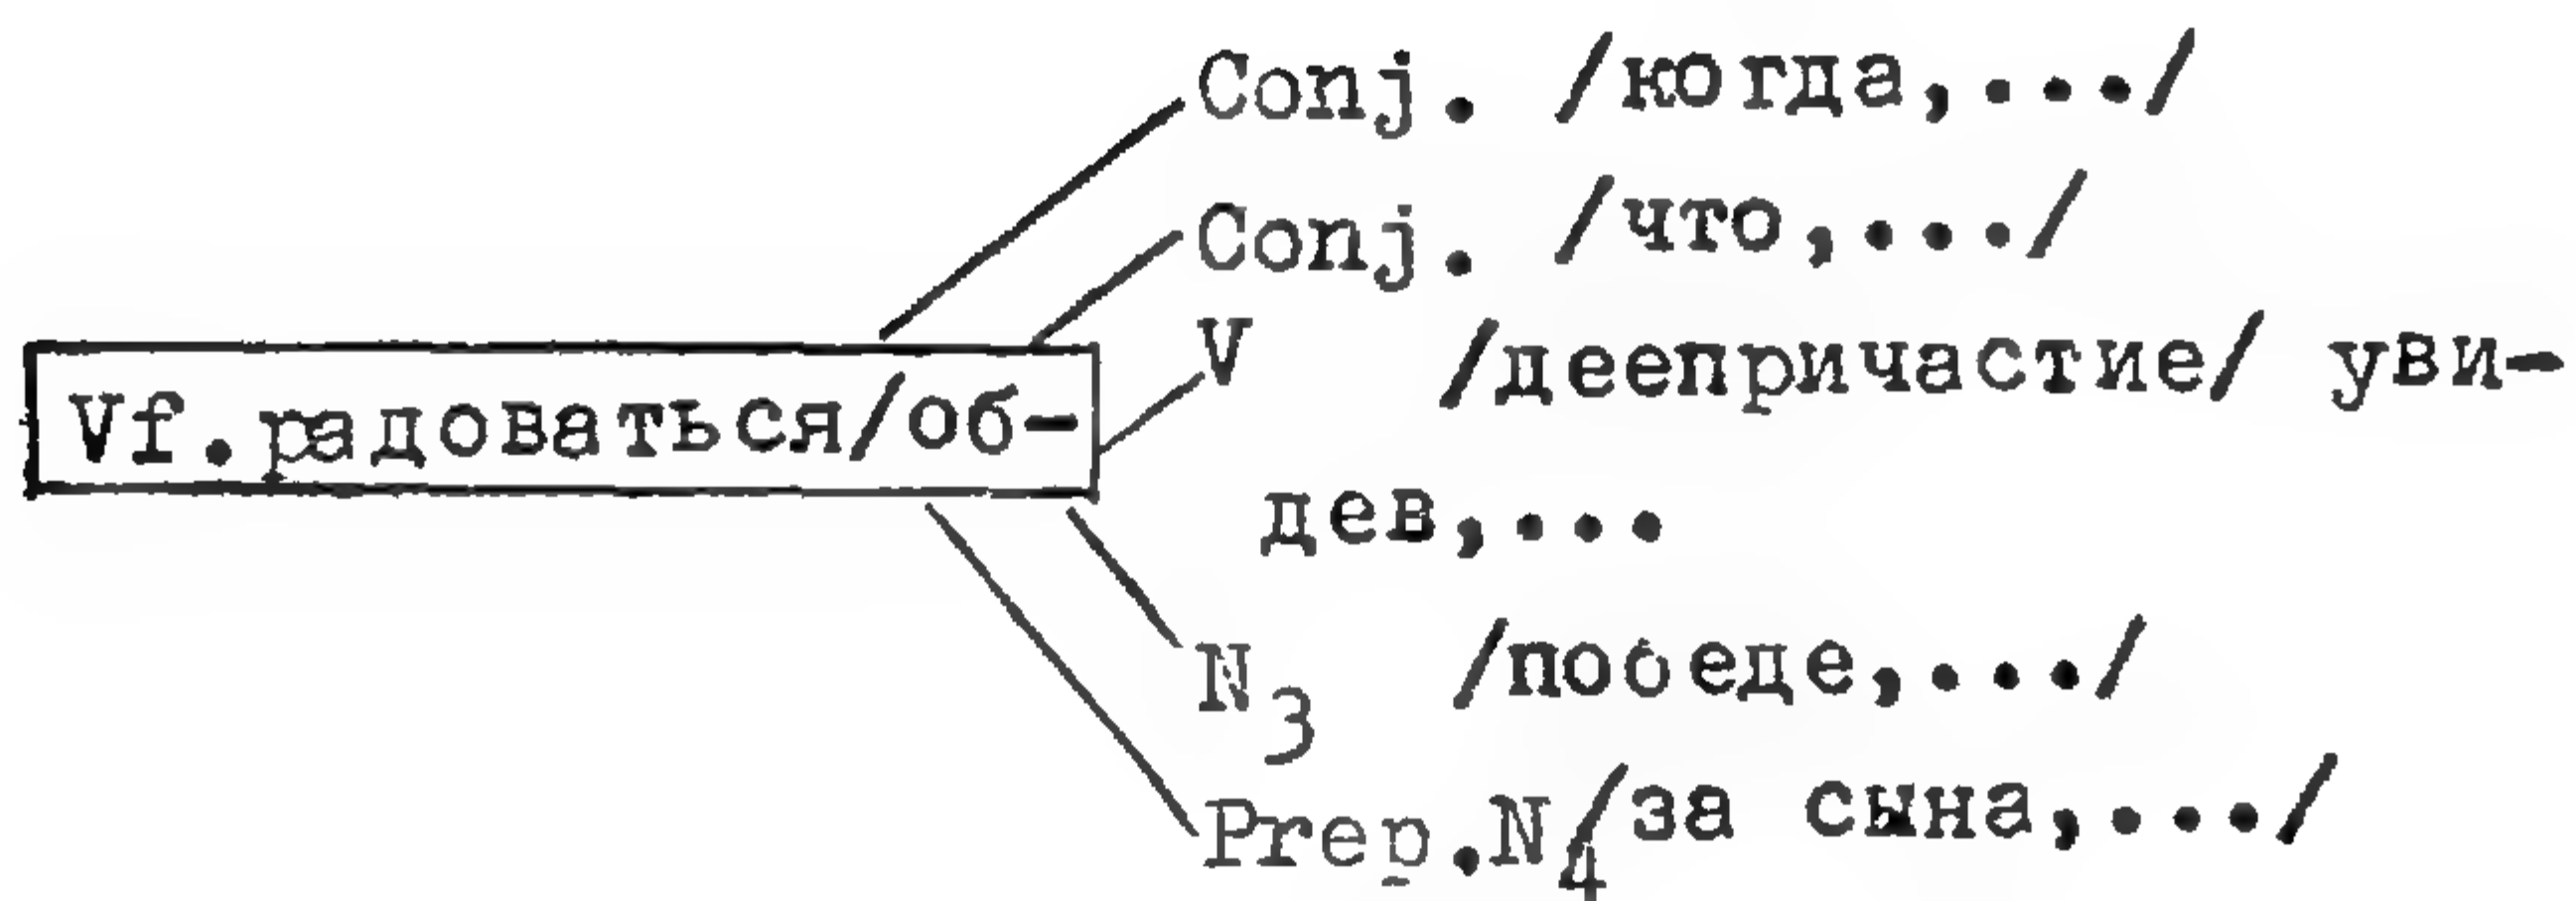 Conj. /когда,.../
Conj. /что,.../
V /деепричастие/ уви-
Vf.радоваться/об-
дев,...
N₃ /победе,.../
Prep.N₄/за сына,.../